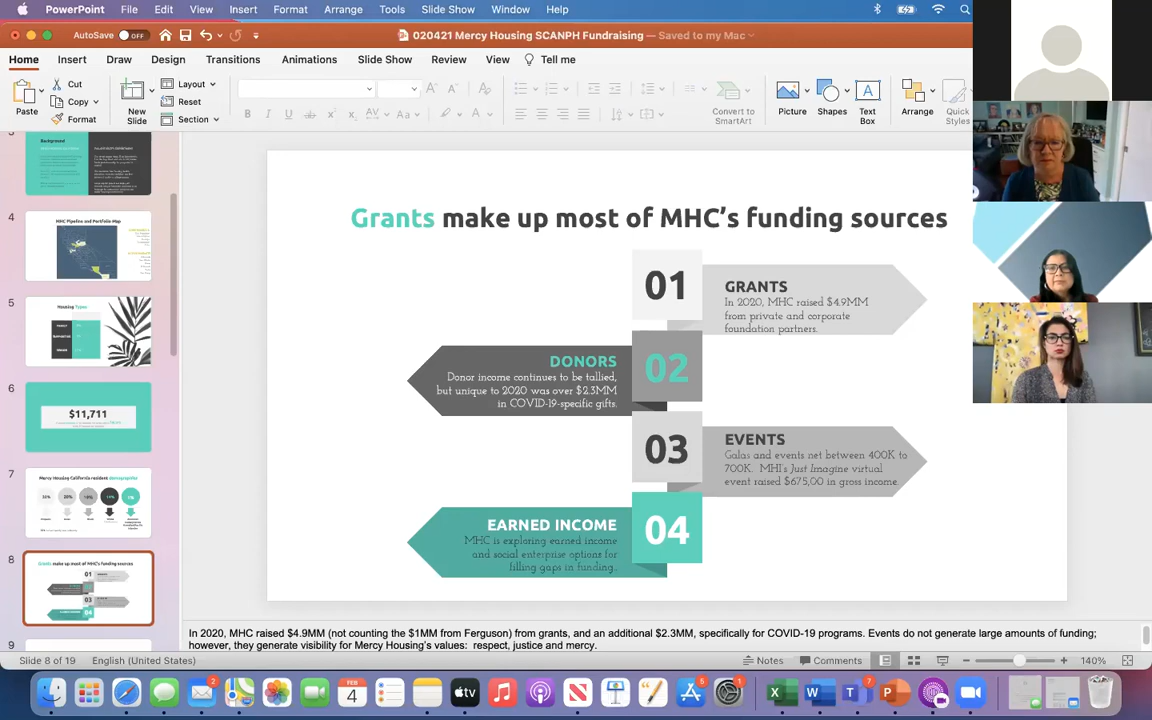 PowerPoint File Edit View Insert Format Arrange Tools Slide Show Window Help
AutoSave OFF 020421 Mercy Housing SCANPH Fundraising — Saved to my Mac
Home Insert Draw Design Transitions Animations Slide Show Review View Tell me
Paste
Cut
Copy
Format
New
Slide
Layout
Reset
Section
Convert to
SmartArt
Picture
Shapes
Text
Box
Arrange
Quick
Styles
3
Background
4
MHC Pipeline and Portfolio Map
5
Housing Types
6
$11,711
7
Mercy Housing California resident demographics
8
Grants make up most of MHC's funding sources
01
02
03
04
9
Grants make up most of MHC's funding sources
01
GRANTS
In 2020, MHC raised $4.9MM
from private and corporate
foundation partners.
02
DONORS
Donor income continues to be tallied,
but unique to 2020 was over $2.3MM
in COVID-19-specific gifts.
03
EVENTS
Galas and events net between 400K to
700K. MHI's Just Imagine virtual
event raised $675,00 in gross income.
04
EARNED INCOME
MHC is exploring earned income
and social enterprise options for
filling gaps in funding..
In 2020, MHC raised $4.9MM (not counting the $1MM from Ferguson) from grants, and an additional $2.3MM, specifically for COVID-19 programs. Events do not generate large amounts of funding;
however, they generate visibility for Mercy Housing's values: respect, justice and mercy.
Slide 8 of 19 English (United States) Notes Comments 140%
2
FEB
4
tv
5
1
7